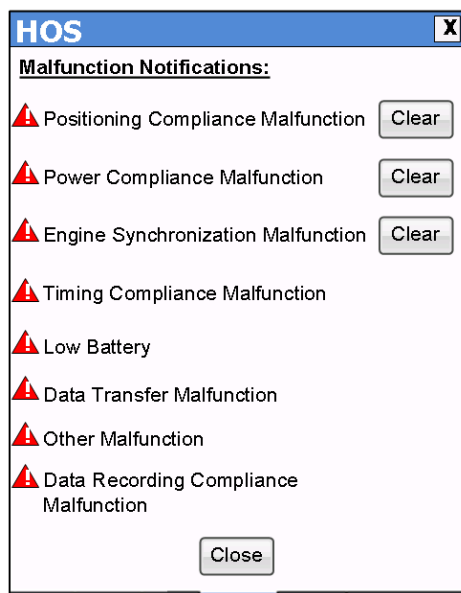 HOS X
Malfunction Notifications:
Positioning Compliance Malfunction Clear
Power Compliance Malfunction Clear
Engine Synchronization Malfunction Clear
Timing Compliance Malfunction
Low Battery
Data Transfer Malfunction
Other Malfunction
Data Recording Compliance
Malfunction
Close